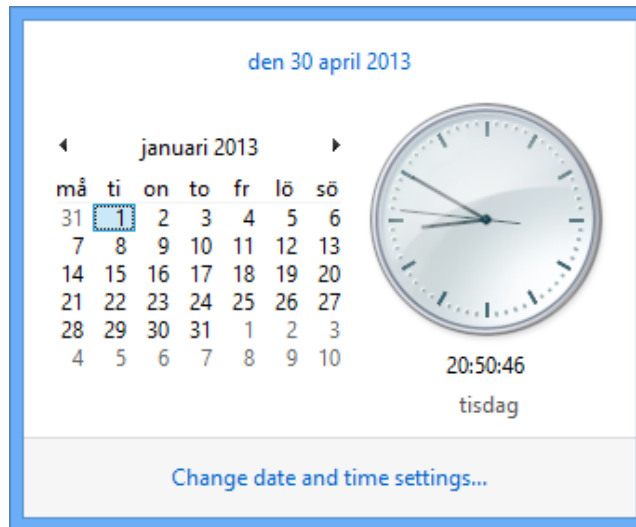 den 30 april 2013
januari 2013
må ti on to fr lö sö
31 1 2 3 4 5 6
7 8 9 10 11 12 13
14 15 16 17 18 19 20
21 22 23 24 25 26 27
28 29 30 31 1 2 3
4 5 6 7 8 9 10
20:50:46
tisdag
Change date and time settings...